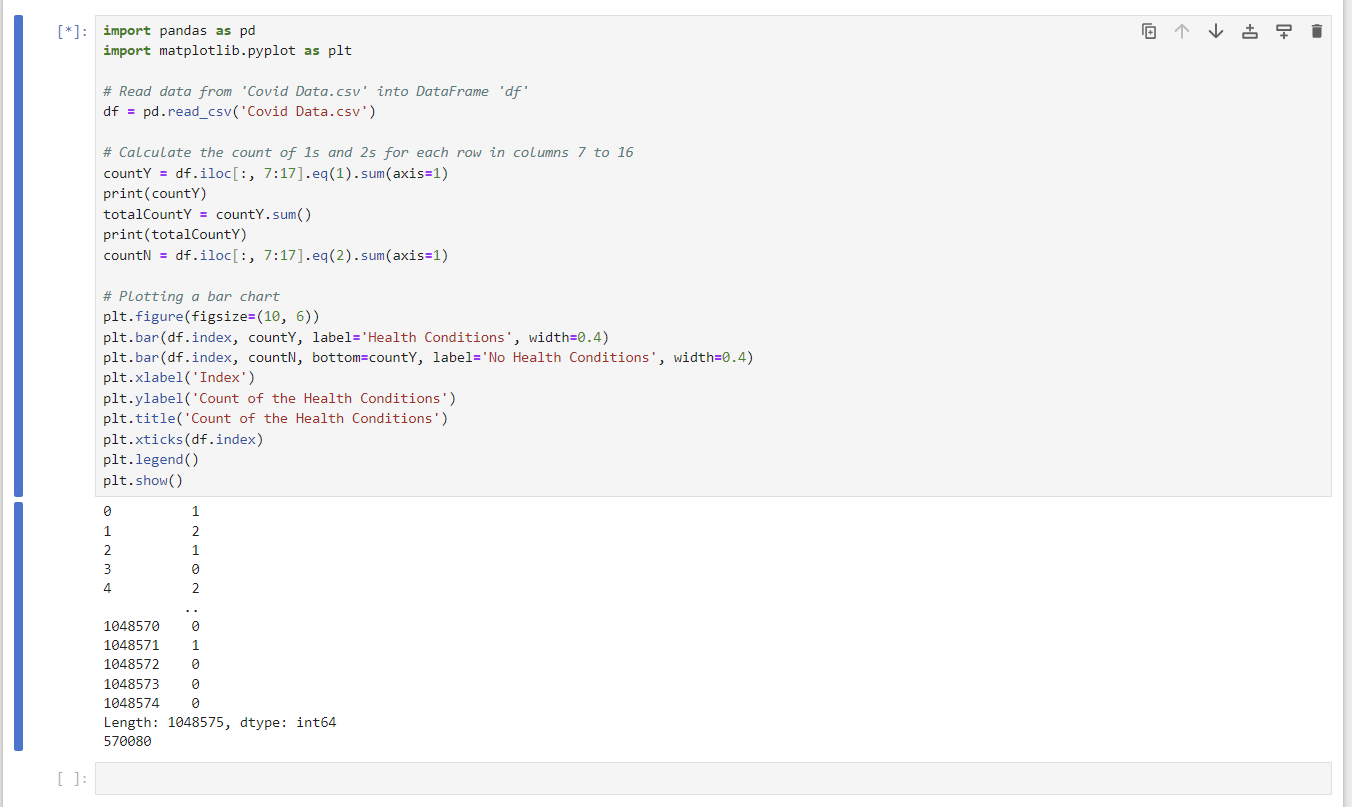 [*]:
import pandas as pd
import matplotlib.pyplot as plt
# Read data from 'Covid Data.csv' into DataFrame 'df'
df = pd.read_csv('Covid Data.csv')
# Calculate the count of 1s and 2s for each row in columns 7 to 16
countY = df.iloc[:, 7:17].eq(1).sum(axis=1)
print(countY)
totalCountY = countY.sum()
print(totalCountY)
countN = df.iloc[:, 7:17].eq(2).sum(axis=1)
# Plotting a bar chart
plt.figure(figsize=(10, 6))
plt.bar(df.index, countY, label='Health Conditions', width=0.4)
plt.bar(df.index, countN, bottom=countY, label='No Health Conditions', width=0.4)
plt.xlabel('Index')
plt.ylabel('Count of the Health Conditions')
plt.title('Count of the Health Conditions')
plt.xticks(df.index)
plt.legend()
plt.show()
0 1
1 2
2 1
3 0
4 2
..
1048570 0
1048571 1
1048572 0
1048573 0
1048574 0
Length: 1048575, dtype: int64
570080
[ ]: